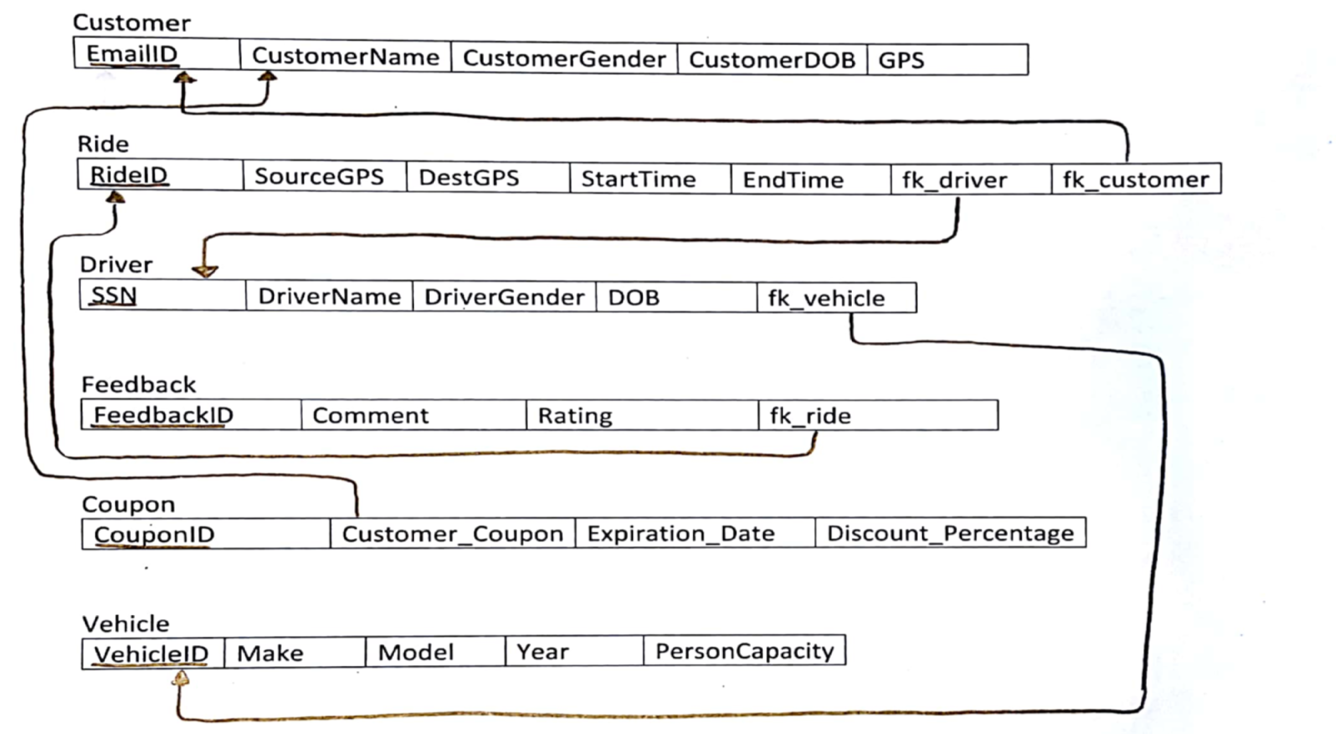 Customer
EmailID CustomerName CustomerGender CustomerDOB GPS
Ride
RideID SourceGPS DestGPS StartTime EndTime fk_driver fk_customer
Driver
SSN DriverName DriverGender DOB fk_vehicle
Feedback
FeedbackID Comment Rating fk_ride
Coupon
CouponID Customer_Coupon Expiration_Date Discount_Percentage
Vehicle
VehicleID Make Model Year PersonCapacity